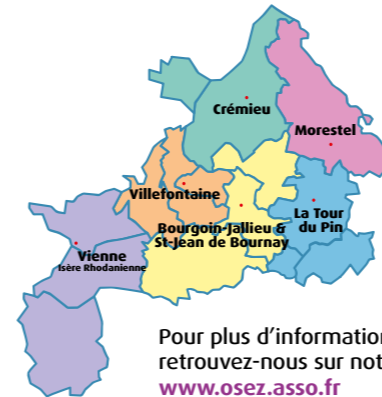 Crémieu
Morestel
Villefontaine
La Tour
du Pin
Bourgoin-Jallieu &
St-Jean de Bournay
Vienne
Isère Rhodanienne
Pour plus d'information
retrouvez-nous sur not
www.osez.asso.fr